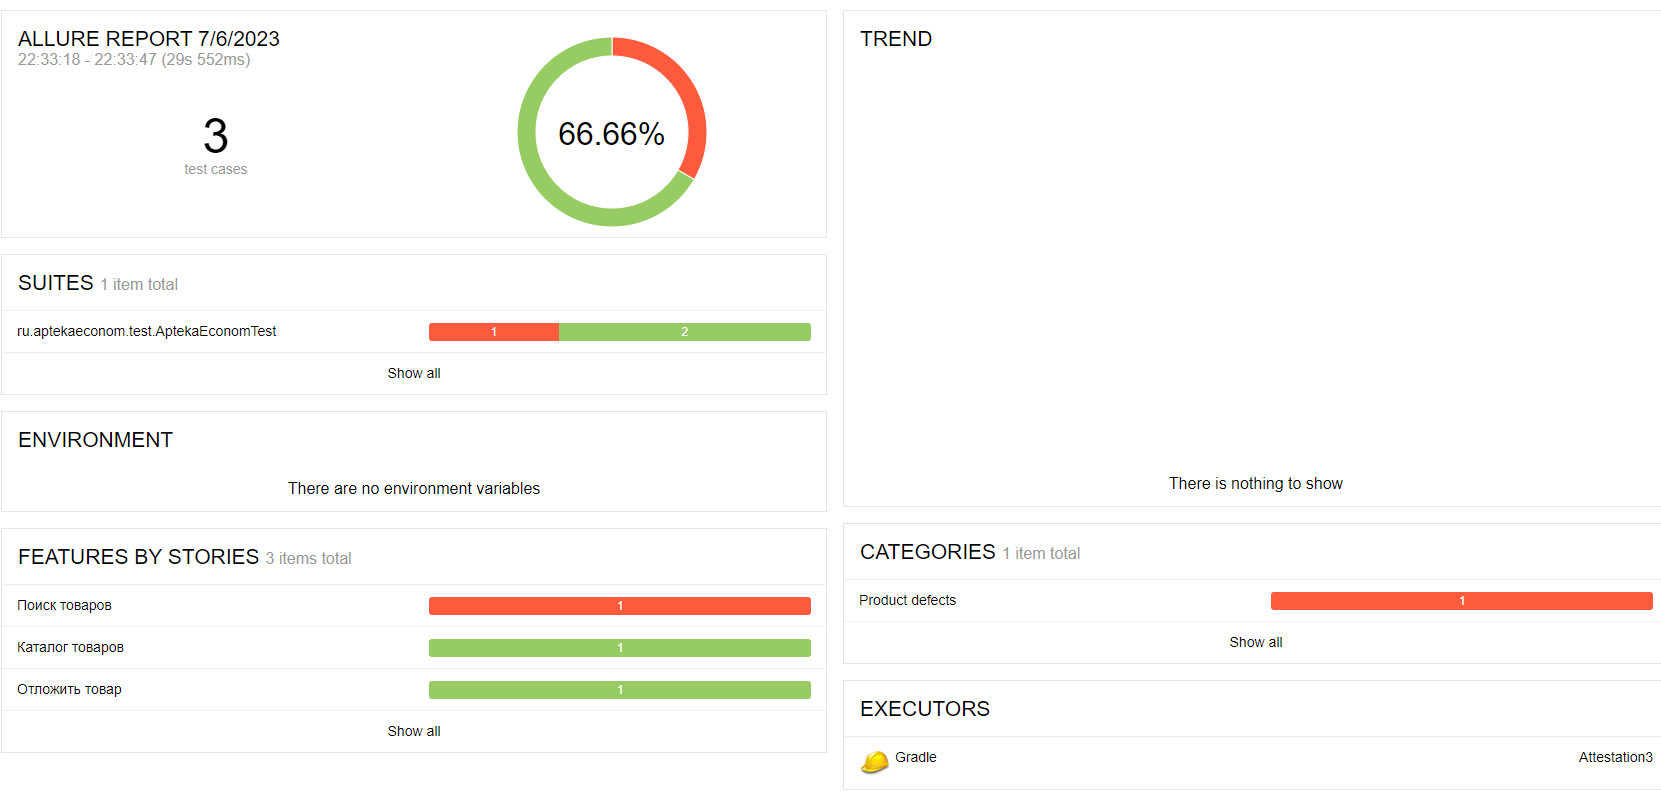 ALLURE REPORT 7/6/2023
22:33:18 - 22:33:47 (29s 552ms)
3
test cases
66.66%
SUITES 1 item total
ru.aptekaeconom.test.AptekaEconomTest 1 2
Show all
ENVIRONMENT
There are no environment variables
FEATURES BY STORIES 3 items total
Поиск товаров 1
Каталог товаров 1
Отложить товар 1
Show all
TREND
There is nothing to show
CATEGORIES 1 item total
Product defects 1
Show all
EXECUTORS
Gradle Attestation3